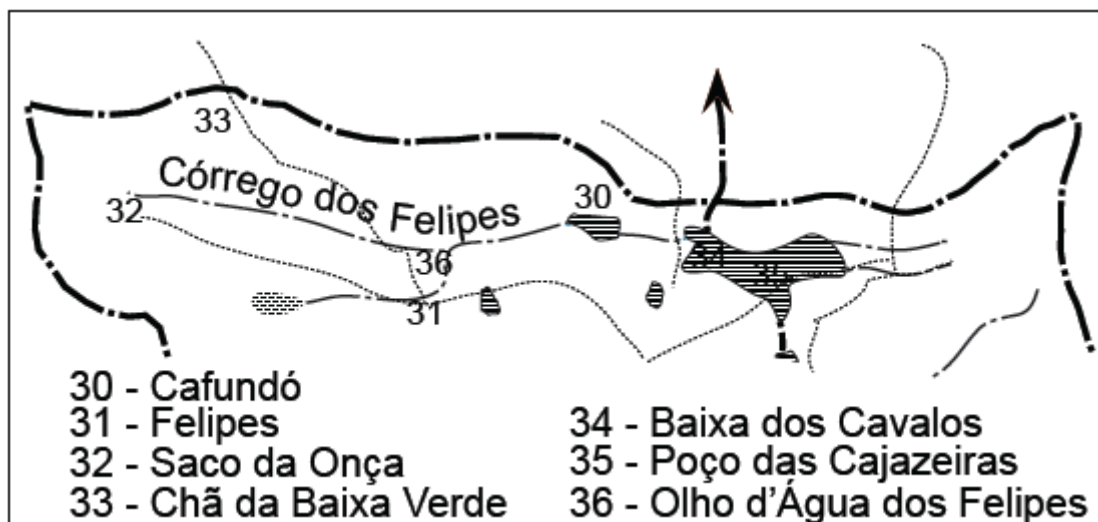 33
Córrego dos Felipes
30
32
36
34
31
30 - Cafundó
31 - Felipes
32 - Saco da Onça
33 - Chã da Baixa Verde
34 - Baixa dos Cavalos
35 - Poço das Cajazeiras
36 - Olho d'Água dos Felipes